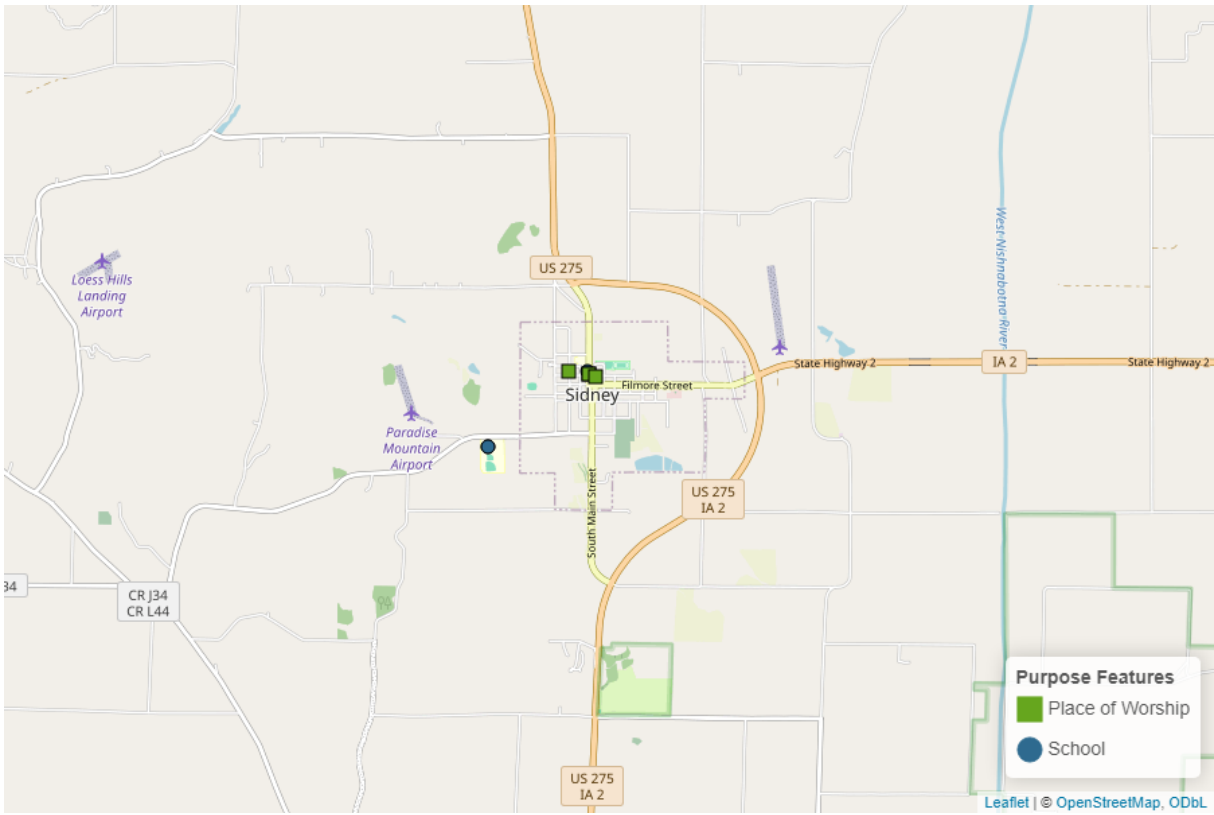 US 275
West Nishnabotna River
Loess Hills
Landing
Airport
State Highway 2
IA 2
State Highway 2
Filmore Street
Sidney
Paradise
Mountain
Airport
US 275
IA 2
South Main Street
34
CR J34
CR L44
Purpose Features
Place of Worship
School
US 275
IA 2
Leaflet | © OpenStreetMap, ODbL